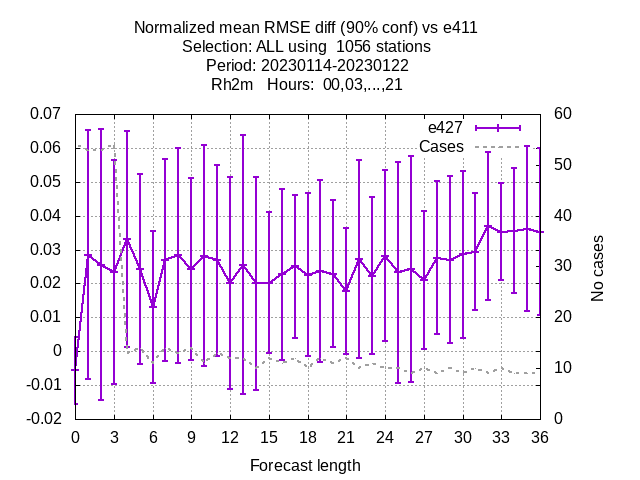 Normalized mean RMSE diff (90% conf) vs e411
Selection: ALL using  1056 stations
Period: 20230114-20230122
Rh2m   Hours:  00,03,...,21
0.07
0.06
0.05
0.04
0.03
0.02
0.01
0
-0.01
-0.02
e427
Cases
60
50
40
30
20
10
0
No cases
0 3 6 9 12 15 18 21 24 27 30 33 36
Forecast length